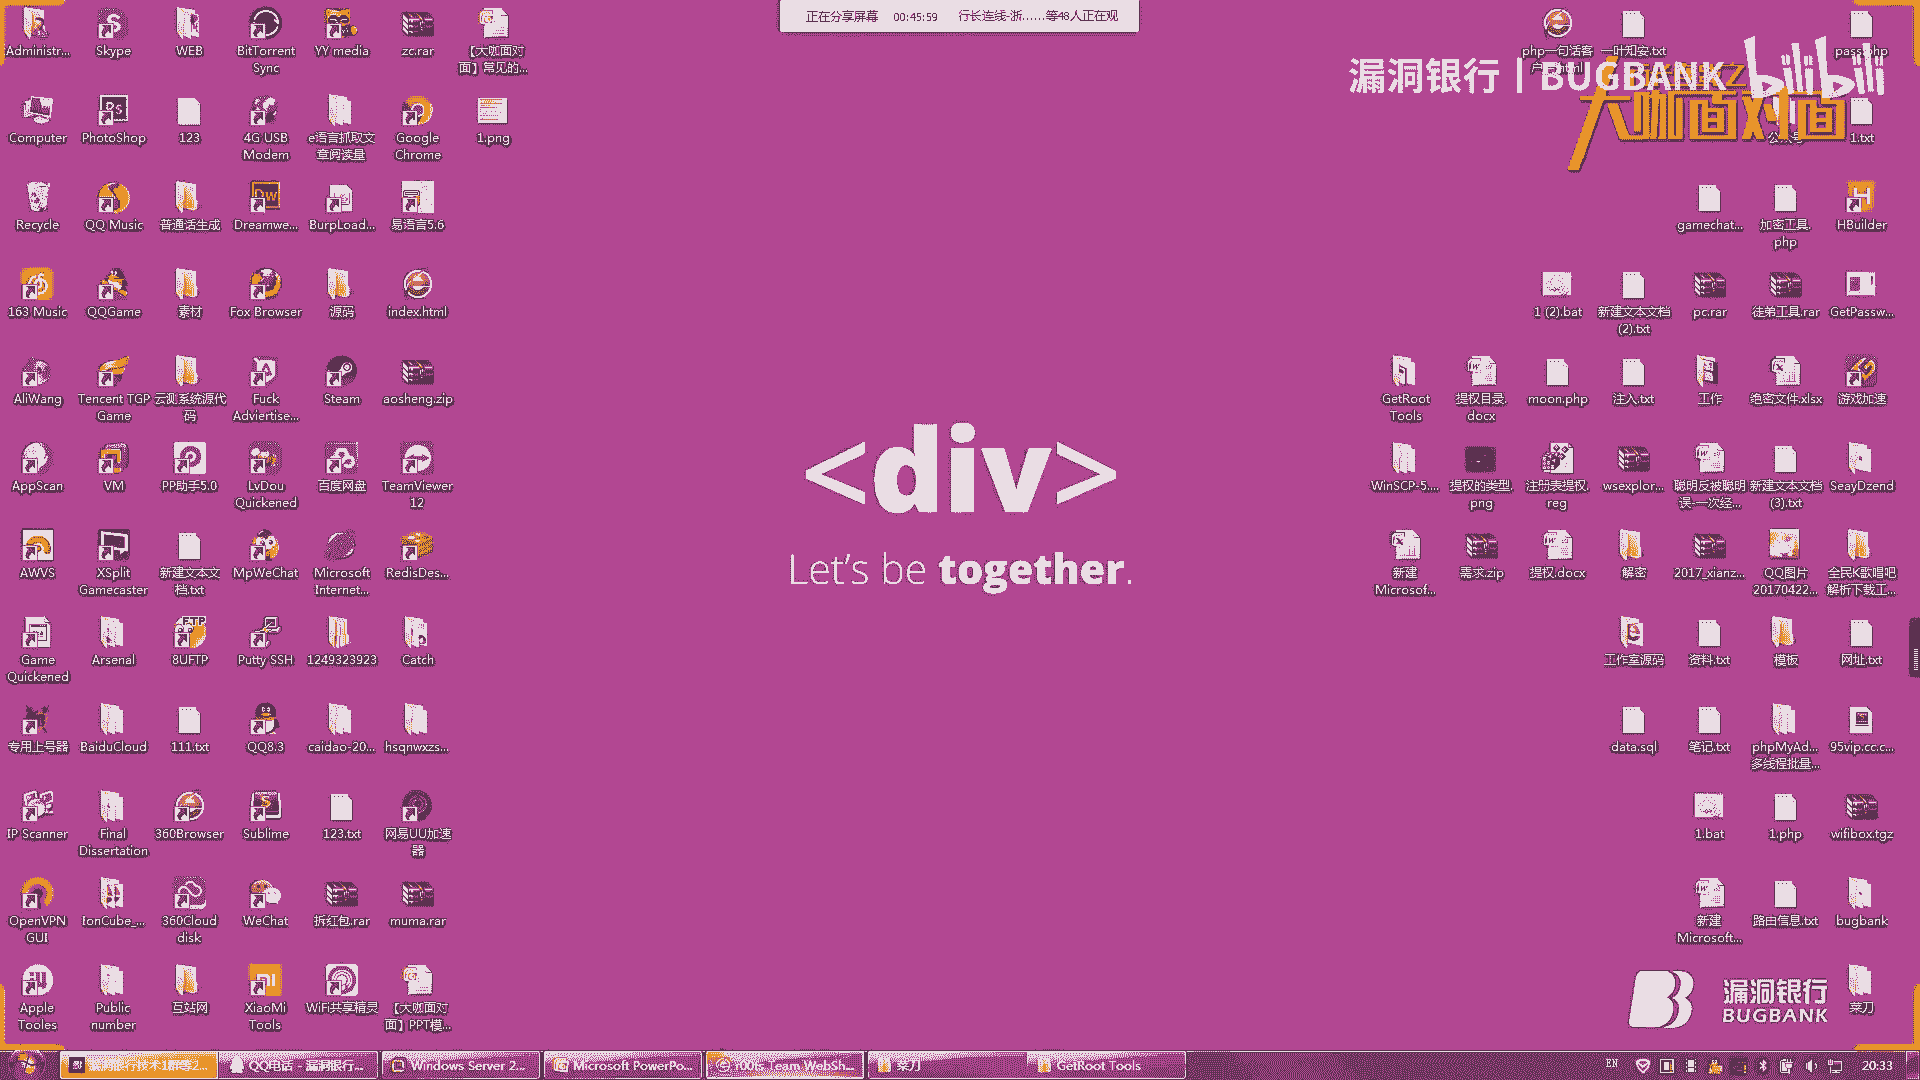 正在分享屏幕 00:45:59 行长连线-浙……等48人正在观
漏洞银行 | BUGBANK
bilibili
大咖面对面
Administr...
Skype
WEB
BitTorrent
Sync
YY media
zc.rar
【大咖面对
面】常见的...
Computer
PhotoShop
123
4G USB
Modem
e语言抓取文
章阅读量
Google
Chrome
1.png
Recycle
QQ Music
普通话生成
Dreamwe...
BurpLoad...
易语言5.6
163 Music
QQGame
素材
Fox Browser
源码
index.html
AliWang
Tencent TGP
Game
云测系统源代
码
Fuck
Adviertise...
Steam
aosheng.zip
AppScan
VM
PP助手5.0
LvDou
Quickened
百度网盘
TeamViewer
12
AWVS
XSplit
Gamecaster
新建文本文
档.txt
MpWeChat
Microsoft
Internet...
RedisDes...
Game
Quickened
Arsenal
8UFTP
Putty SSH
1249323923
Catch
专用上号器
BaiduCloud
111.txt
QQ8.3
caidao-20...
hsqnwxzs...
IP Scanner
Final
Dissertation
360Browser
Sublime
123.txt
网易UU加速
器
OpenVPN
GUI
IonCube_...
360Cloud
disk
WeChat
拆红包.rar
muma.rar
Apple
Tooles
Public
number
互站网
XiaoMi
Tools
WiFi共享精灵
【大咖面对
面】PPT模...
<div>
Let's be together.
php一句话客
一叶知安.txt
pass.php
1.txt
gamechat...
加密工具.
php
HBuilder
1 (2).bat
新建文本文档
(2).txt
pc.rar
徒弟工具.rar
GetPassw...
GetRoot
Tools
提权目录.
docx
moon.php
注入.txt
工作
绝密文件.xlsx
游戏加速
WinSCP-5....
提权的类型.
png
注册表提权.
reg
wsexplor...
聪明反被聪明
误-一次经...
新建文本文档
(3).txt
SeayDzend
新建
Microsof...
需求.zip
提权.docx
解密
2017_xianz...
QQ图片
20170422...
全民K歌唱吧
解析下载工...
工作室源码
资料.txt
模板
网址.txt
data.sql
笔记.txt
phpMyAd...
多线程批量...
95vip.cc.c...
1.bat
1.php
wifibox.tgz
新建
Microsoft...
路由信息.txt
bugbank
漏洞银行
BUGBANK
菜刀
漏洞银行技术1群等2...
QQ电话 - 漏洞银行...
Windows Server 2...
Microsoft PowerPo...
r00ts Team WebSh...
菜刀
GetRoot Tools
EN
20:33